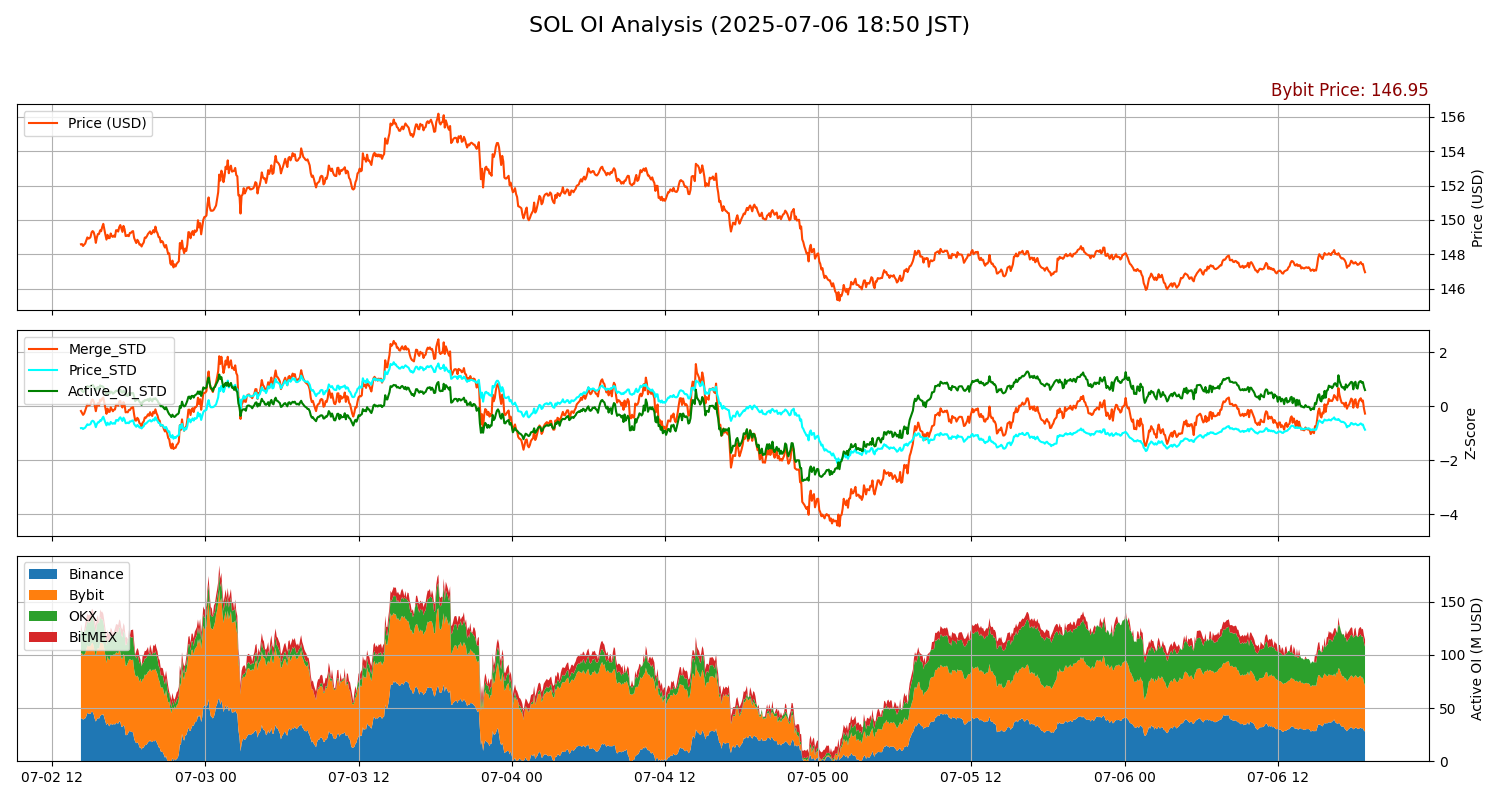 SOL OI Analysis (2025-07-06 18:50 JST)
Bybit Price: 146.95
Price (USD)
156
154
152
150
148
146
Price (USD)
Merge_STD
Price_STD
Active_OI_STD
2
0
−2
−4
Z-Score
Binance
Bybit
OKX
BitMEX
150
100
50
0
Active OI (M USD)
07-02 12
07-03 00
07-03 12
07-04 00
07-04 12
07-05 00
07-05 12
07-06 00
07-06 12